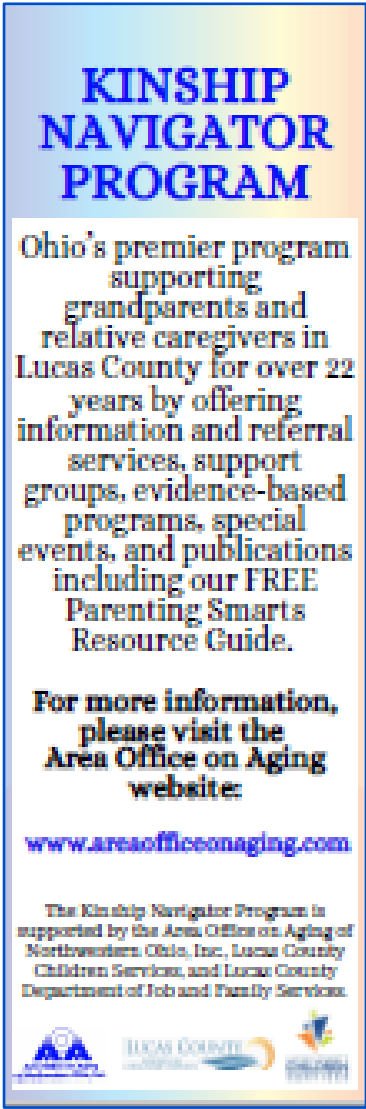 KINSHIP
NAVIGATOR
PROGRAM
Ohio's premier program
supporting
grandparents and
relative caregivers in
Lucas County for over 22
years by offering
information and referral
services, support
groups, evidence-based
programs, special
events, and publications
including our FREE
Parenting Smarts
Resource Guide.
For more information,
please visit the
Area Office on Aging
website:
www.areaofficeonaging.com
The Kinship Navigator Program is
supported by the Area Office on Aging of
Northwestern Ohio, Inc., Lucas County
Children Services, and Lucas County
Department of Job and Family Services.
LUCAS COUNTY
CHILDREN